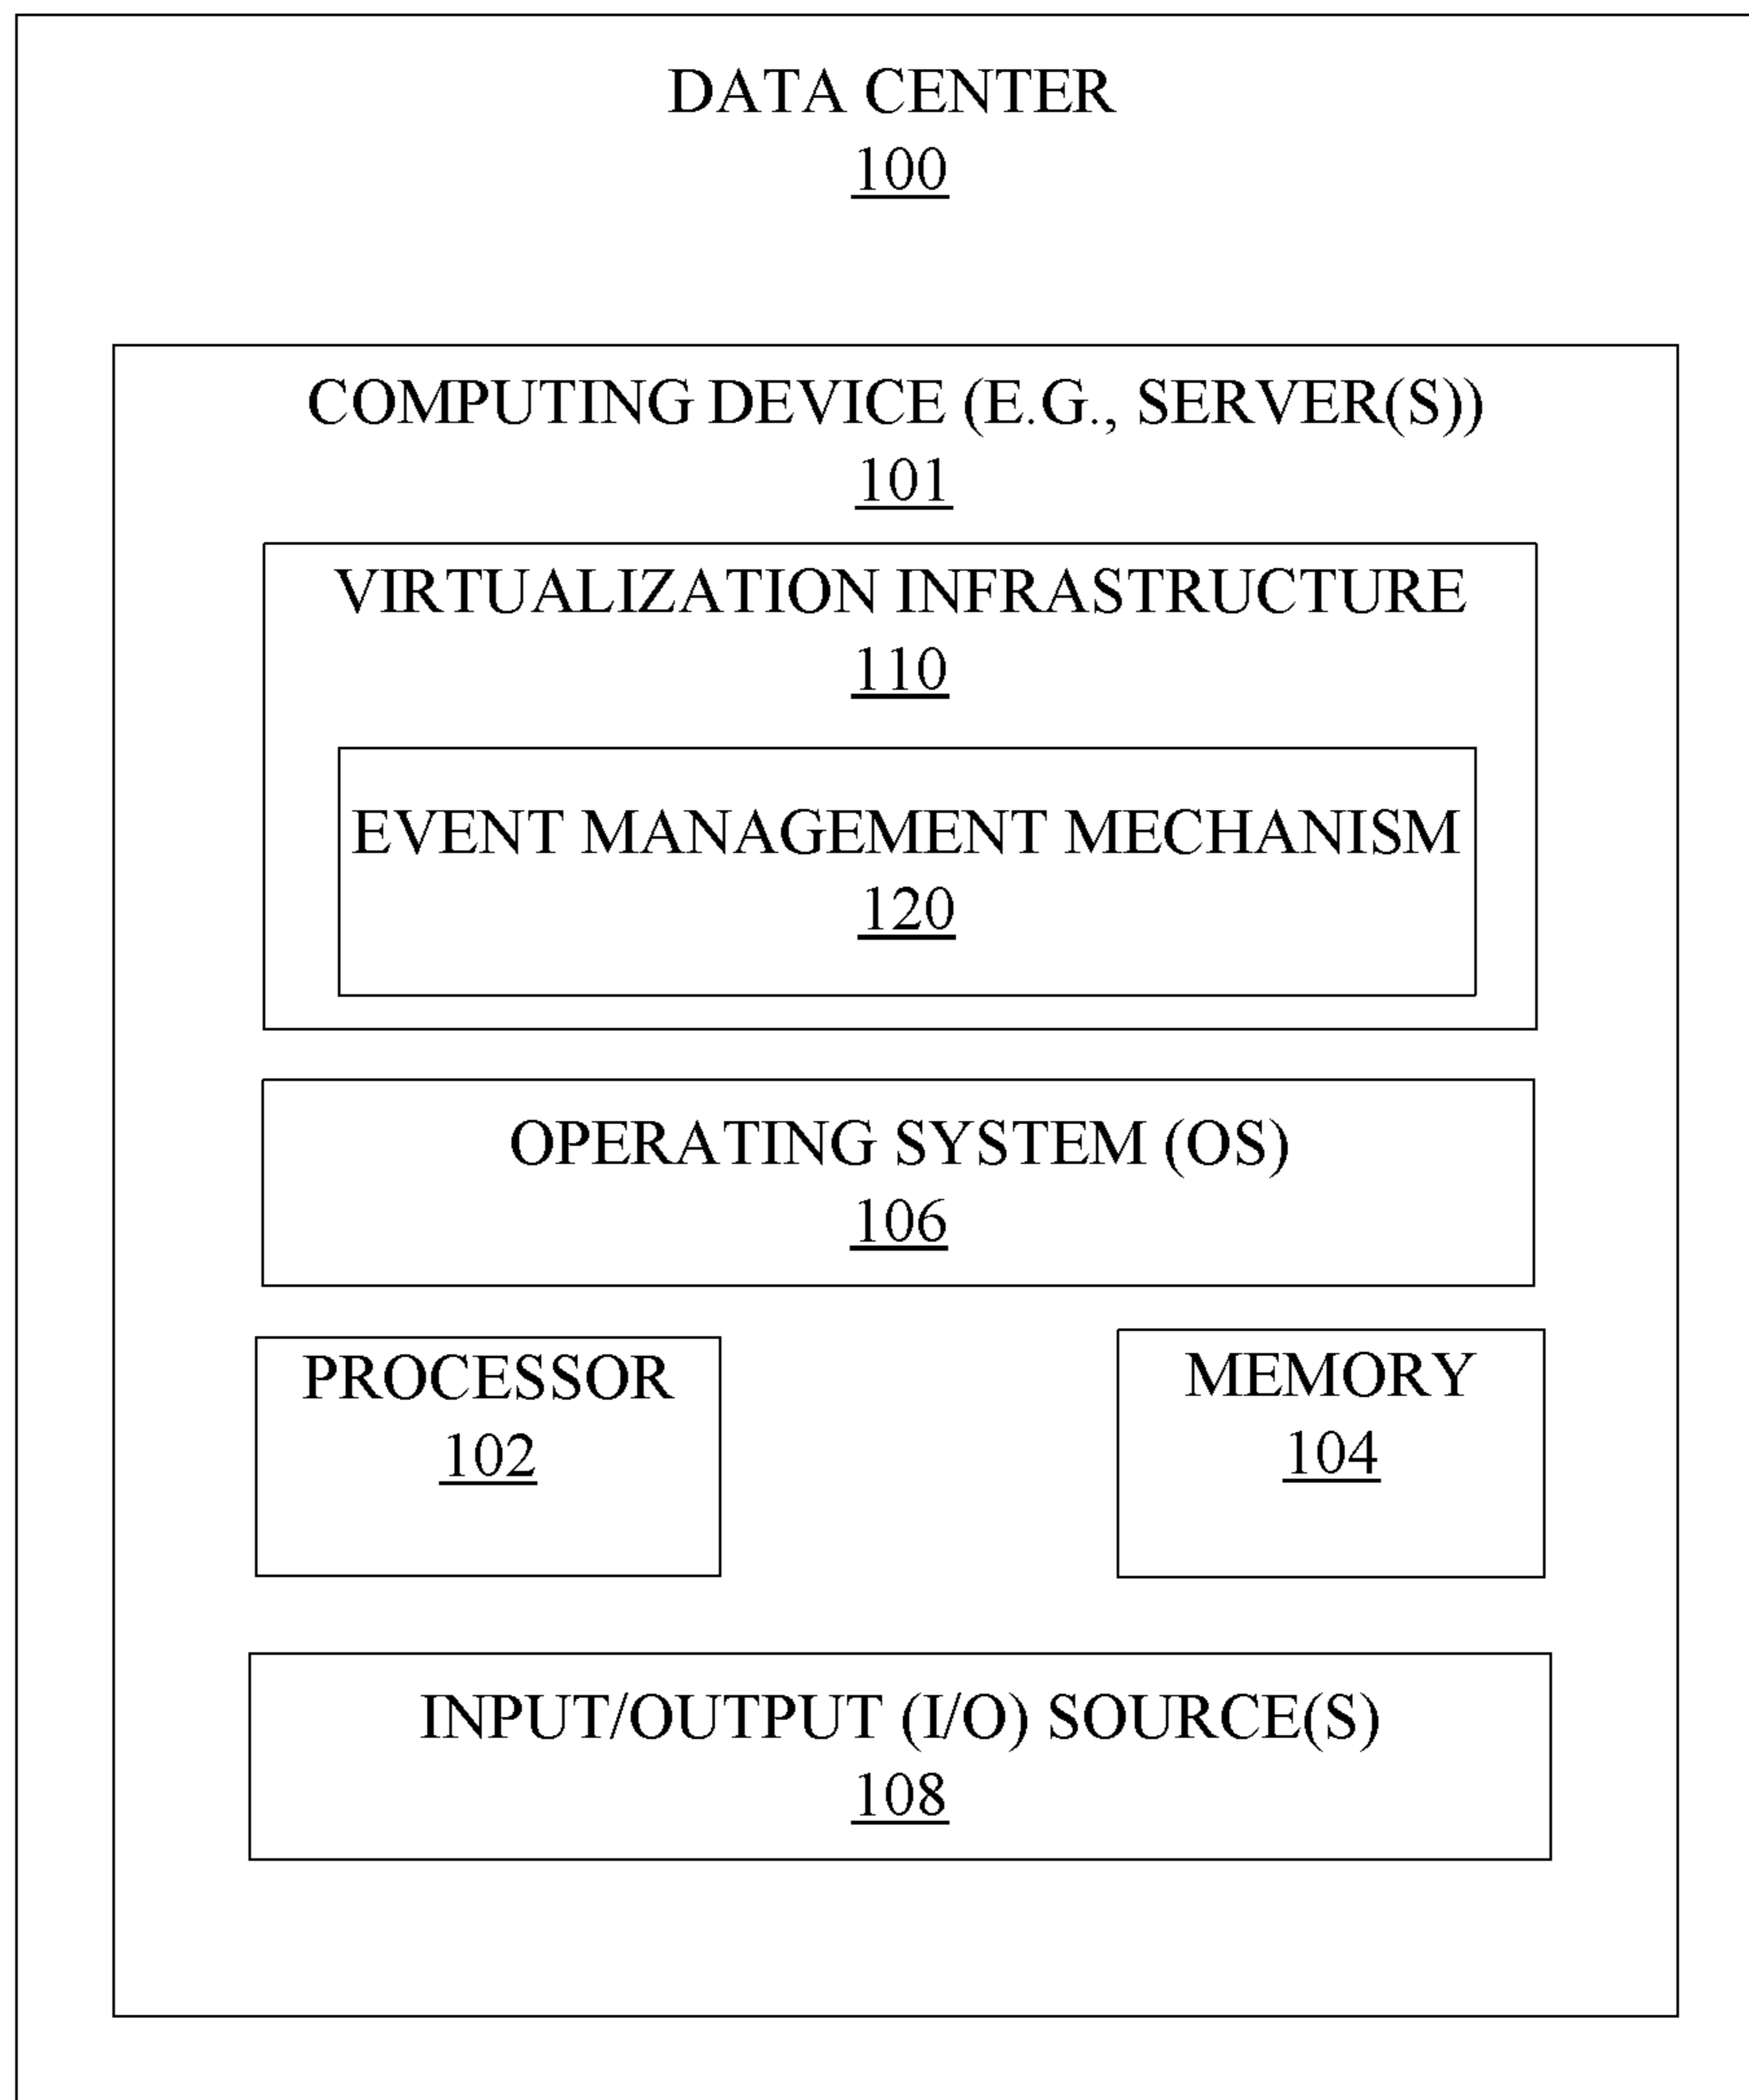 DATA CENTER
100
COMPUTING DEVICE (E.G., SERVER(S))
101
VIRTUALIZATION INFRASTRUCTURE
110
EVENT MANAGEMENT MECHANISM
120
OPERATING SYSTEM (OS)
106
PROCESSOR
102
MEMORY
104
INPUT/OUTPUT (I/O) SOURCE(S)
108